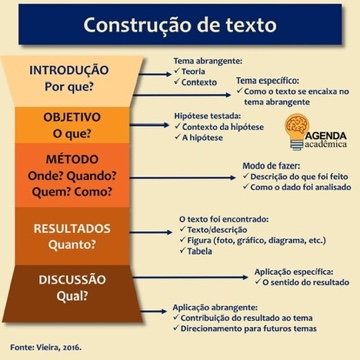 Construção de texto
INTRODUÇÃO
Por que?
Tema abrangente:
✓ Teoria
✓ Contexto
Tema específico:
✓ Como o texto se encaixa no
tema abrangente
OBJETIVO
O que?
Hipótese testada:
✓ Contexto da hipótese
✓ A hipótese
AGENDA
acadêmica
MÉTODO
Onde? Quando?
Quem? Como?
Modo de fazer:
✓ Descrição do que foi feito
✓ Como o dado foi analisado
RESULTADOS
Quanto?
O texto foi encontrado:
✓ Texto/descrição
✓ Figura (foto, gráfico, diagrama, etc.)
✓ Tabela
DISCUSSÃO
Qual?
Aplicação específica:
✓ O sentido do resultado
Aplicação abrangente:
✓ Contribuição do resultado ao tema
✓ Direcionamento para futuros temas
Fonte: Vieira, 2016.